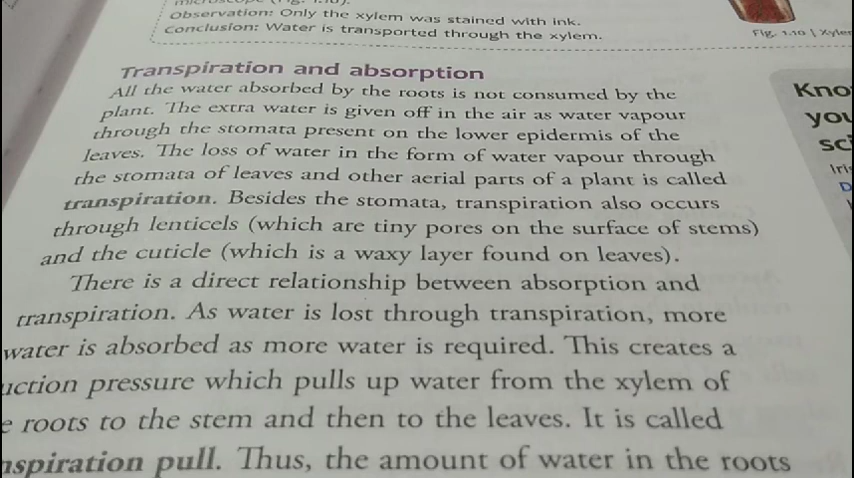 Observation: Only the xylem was stained with ink.
Conclusion: Water is transported through the xylem.
Fig. 1.10 | Xyle
Transpiration and absorption
All the water absorbed by the roots is not consumed by the
plant. The extra water is given off in the air as water vapour
through the stomata present on the lower epidermis of the
leaves. The loss of water in the form of water vapour through
the stomata of leaves and other aerial parts of a plant is called
transpiration. Besides the stomata, transpiration also occurs
through lenticels (which are tiny pores on the surface of stems)
and the cuticle (which is a waxy layer found on leaves).
There is a direct relationship between absorption and
transpiration. As water is lost through transpiration, more
water is absorbed as more water is required. This creates a
uction pressure which pulls up water from the xylem of
e roots to the stem and then to the leaves. It is called
nspiration pull. Thus, the amount of water in the roots
Kno
you
sci
Iri
D